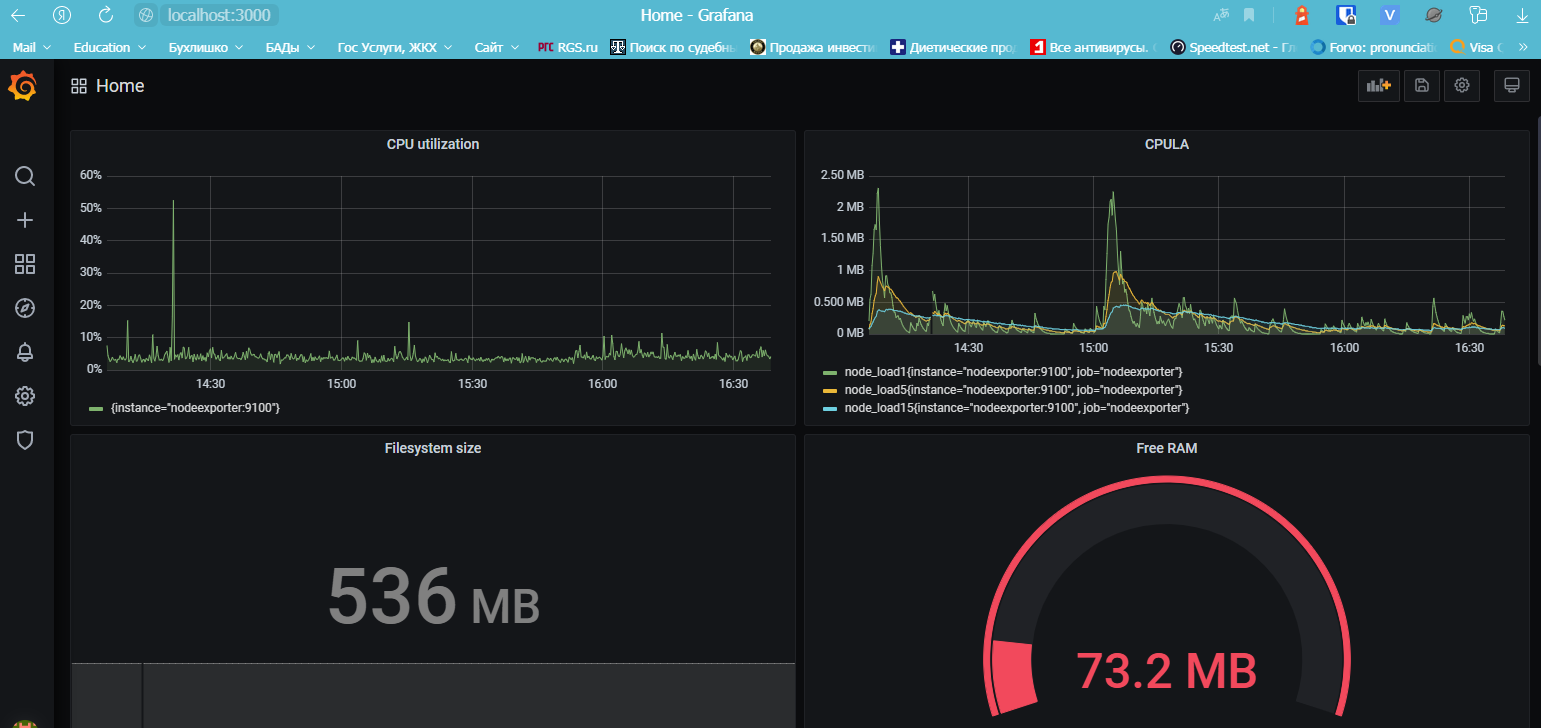 localhost:3000
Home - Grafana
Mail
Education
Бухлишко
БАДы
Гос Услуги, ЖКХ
Сайт
РГС RGS.ru
Поиск по судебн
Продажа инвести
Диетические про
Все антивирусы.
Speedtest.net - Гл
Forvo: pronunciati
Visa
Home
CPU utilization
60%
50%
40%
30%
20%
10%
0%
14:30
15:00
15:30
16:00
16:30
{instance="nodeexporter:9100"}
CPULA
2.50 MB
2 MB
1.50 MB
1 MB
0.500 MB
0 MB
14:30
15:00
15:30
16:00
16:30
node_load1{instance="nodeexporter:9100", job="nodeexporter"}
node_load5{instance="nodeexporter:9100", job="nodeexporter"}
node_load15{instance="nodeexporter:9100", job="nodeexporter"}
Filesystem size
536 MB
Free RAM
73.2 MB